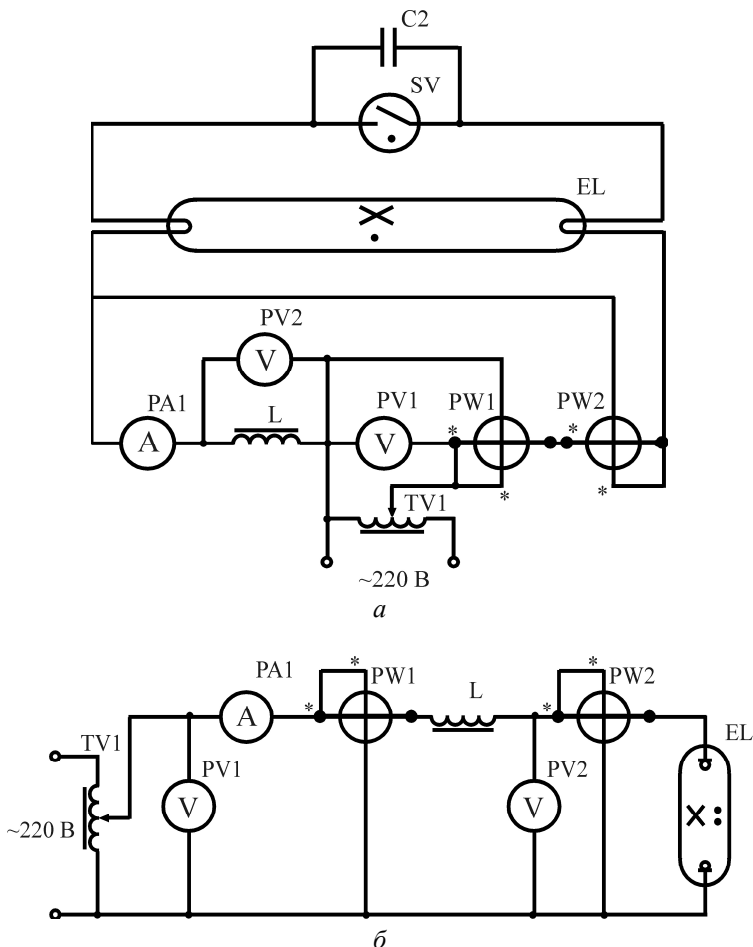 C2
SV
EL
PV2
V
PA1
L
PV1
PW1
PW2
A
V
*
*
*
*
TV1
~220 В
а
PA1
PW1
L
PW2
EL
*
*
*
*
A
TV1
PV1
PV2
V
V
~220 В
б